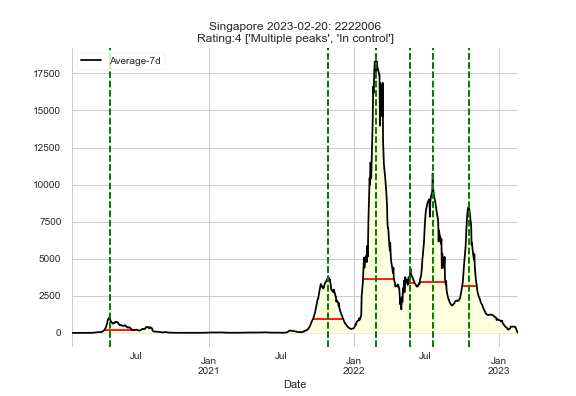 Singapore 2023-02-20: 2222006
Rating:4 ['Multiple peaks', 'In control']
Average-7d
17500
15000
12500
10000
7500
5000
2500
0
Jul
Jan
2021
Jul
Jan
2022
Jul
Jan
2023
Date